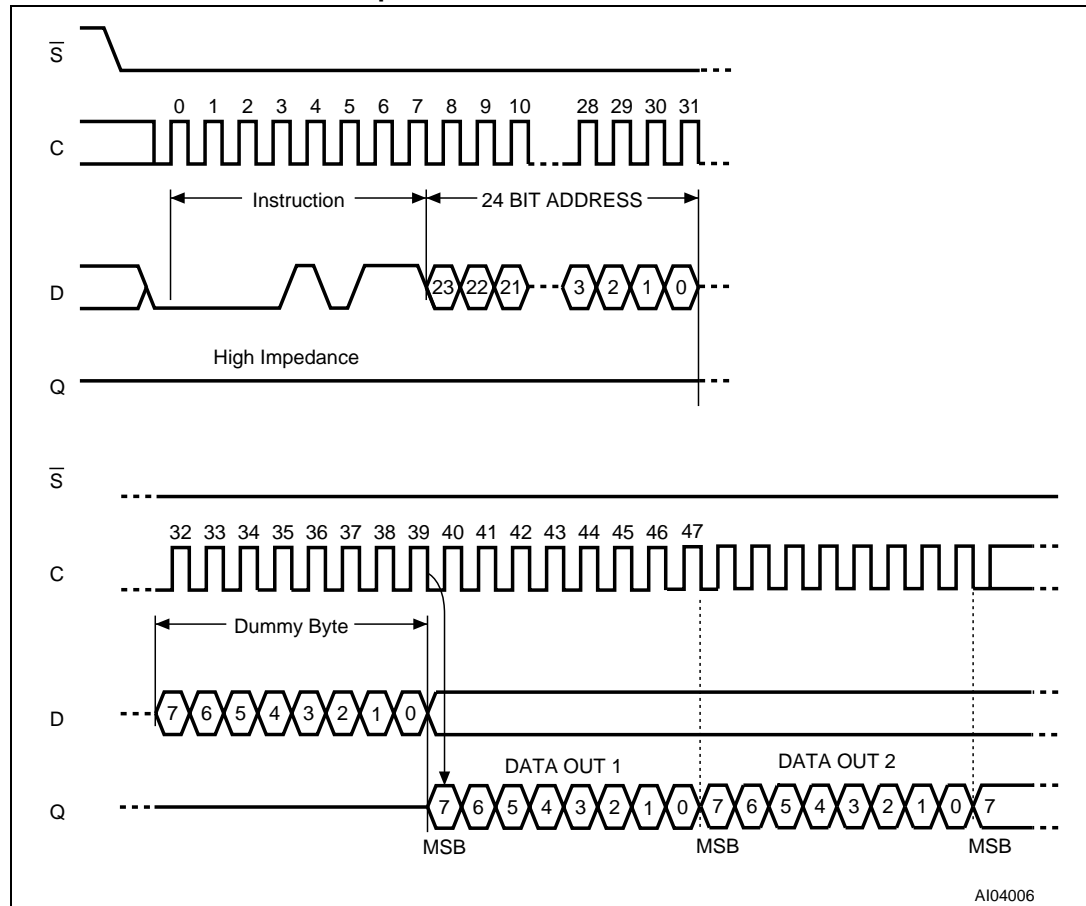 S̅
0 1 2 3 4 5 6 7 8 9 10 28 29 30 31
C
Instruction 24 BIT ADDRESS
D 23 22 21 3 2 1 0
High Impedance
Q
S̅
32 33 34 35 36 37 38 39 40 41 42 43 44 45 46 47
C
Dummy Byte
D 7 6 5 4 3 2 1 0
DATA OUT 1 DATA OUT 2
Q 7 6 5 4 3 2 1 0 7 6 5 4 3 2 1 0 7
MSB MSB MSB
AI04006